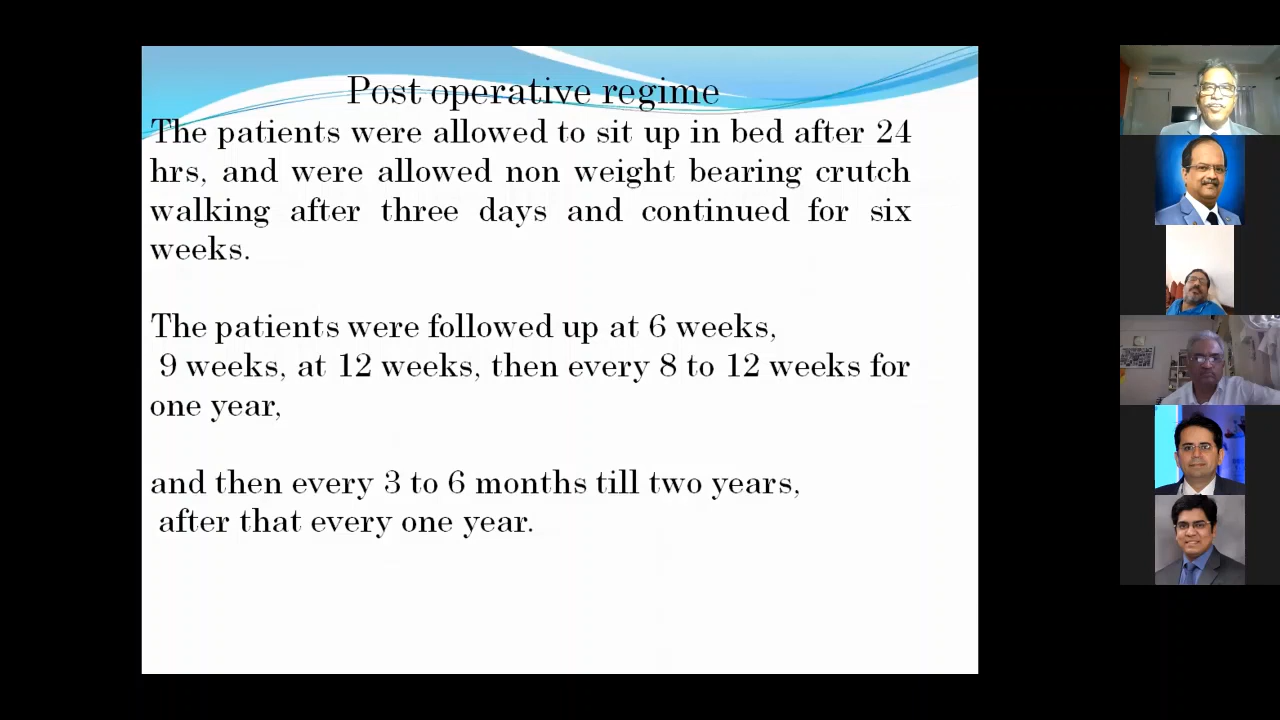 Post operative regime
The patients were allowed to sit up in bed after 24
hrs, and were allowed non weight bearing crutch
walking after three days and continued for six
weeks.
The patients were followed up at 6 weeks,
9 weeks, at 12 weeks, then every 8 to 12 weeks for
one year,
and then every 3 to 6 months till two years,
after that every one year.